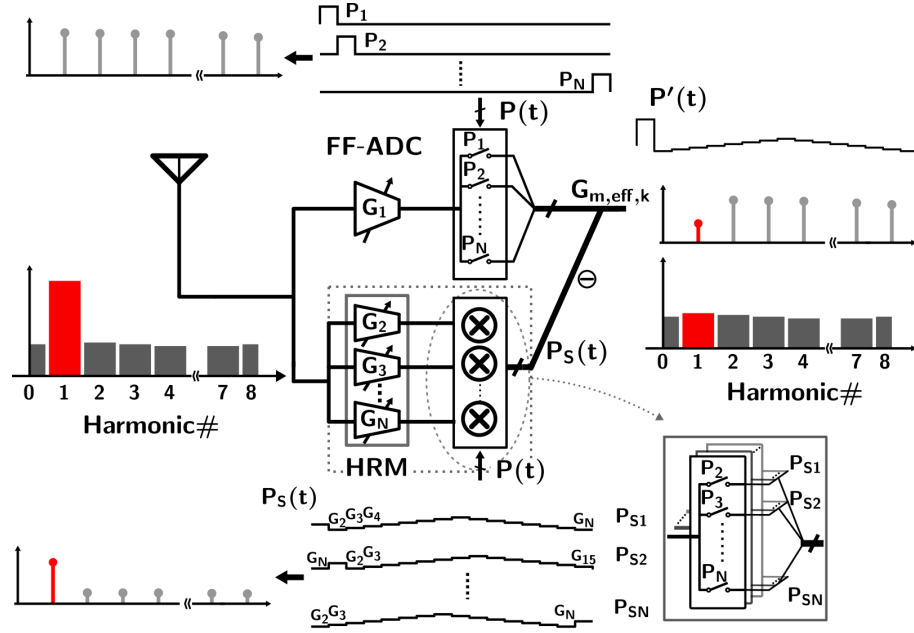 P1
P2
PN
P(t)
P'(t)
FF-ADC
P1
P2
PN
G1
Gm,eff,k
G2
G3
GN
HRM
PS(t)
P(t)
0 1 2 3 4 7 8
Harmonic#
0 1 2 3 4 7 8
Harmonic#
PS(t)
G2G3G4
GN
PS1
GN
G2G3
G15
PS2
G2G3
GN
PSN
P2
P3
PN
PS1
PS2
PSN